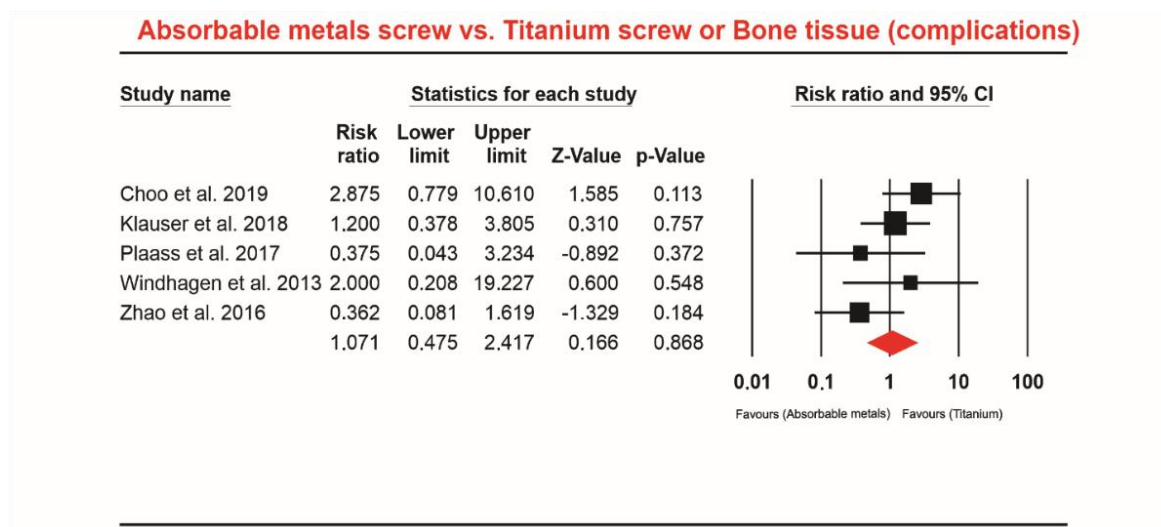 Absorbable metals screw vs. Titanium screw or Bone tissue (complications)
Study name Statistics for each study Risk ratio and 95% CI
Risk Lower Upper
ratio limit limit Z-Value p-Value
Choo et al. 2019 2.875 0.779 10.610 1.585 0.113
Klauser et al. 2018 1.200 0.378 3.805 0.310 0.757
Plaass et al. 2017 0.375 0.043 3.234 -0.892 0.372
Windhagen et al. 2013 2.000 0.208 19.227 0.600 0.548
Zhao et al. 2016 0.362 0.081 1.619 -1.329 0.184
1.071 0.475 2.417 0.166 0.868
0.01 0.1 1 10 100
Favours (Absorbable metals) Favours (Titanium)